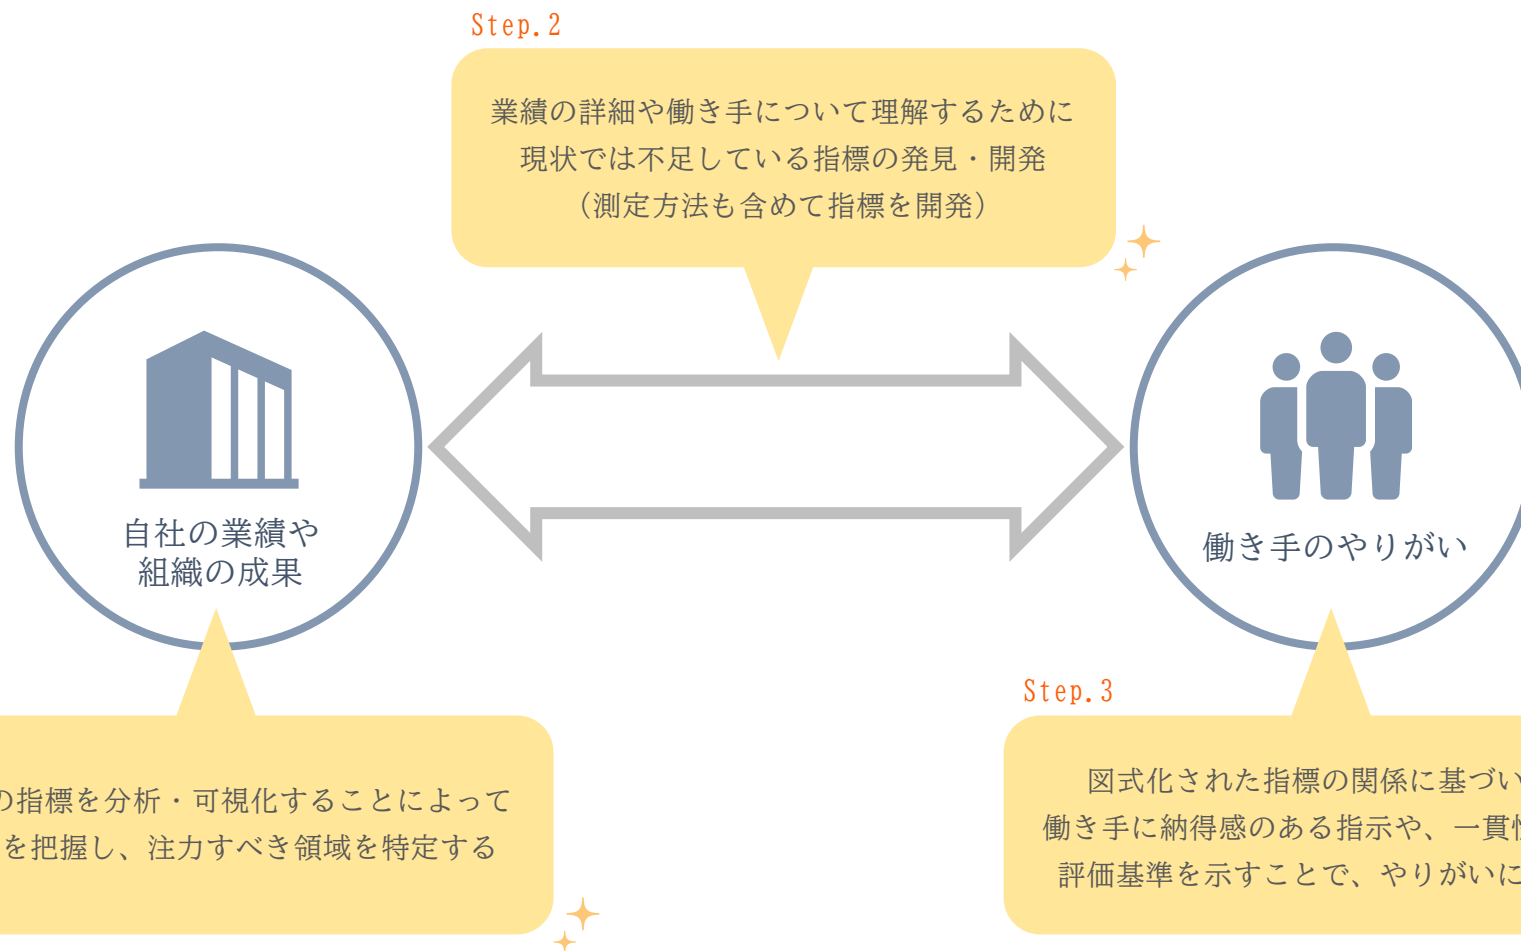 Step.2
業績の詳細や働き手について理解するために
現状では不足している指標の発見・開発
（測定方法も含めて指標を開発）
自社の業績や
組織の成果
働き手のやりがい
の指標を分析・可視化することによって
を把握し、注力すべき領域を特定する
Step.3
図式化された指標の関係に基づい
働き手に納得感のある指示や、一貫
評価基準を示すことで、やりがいに